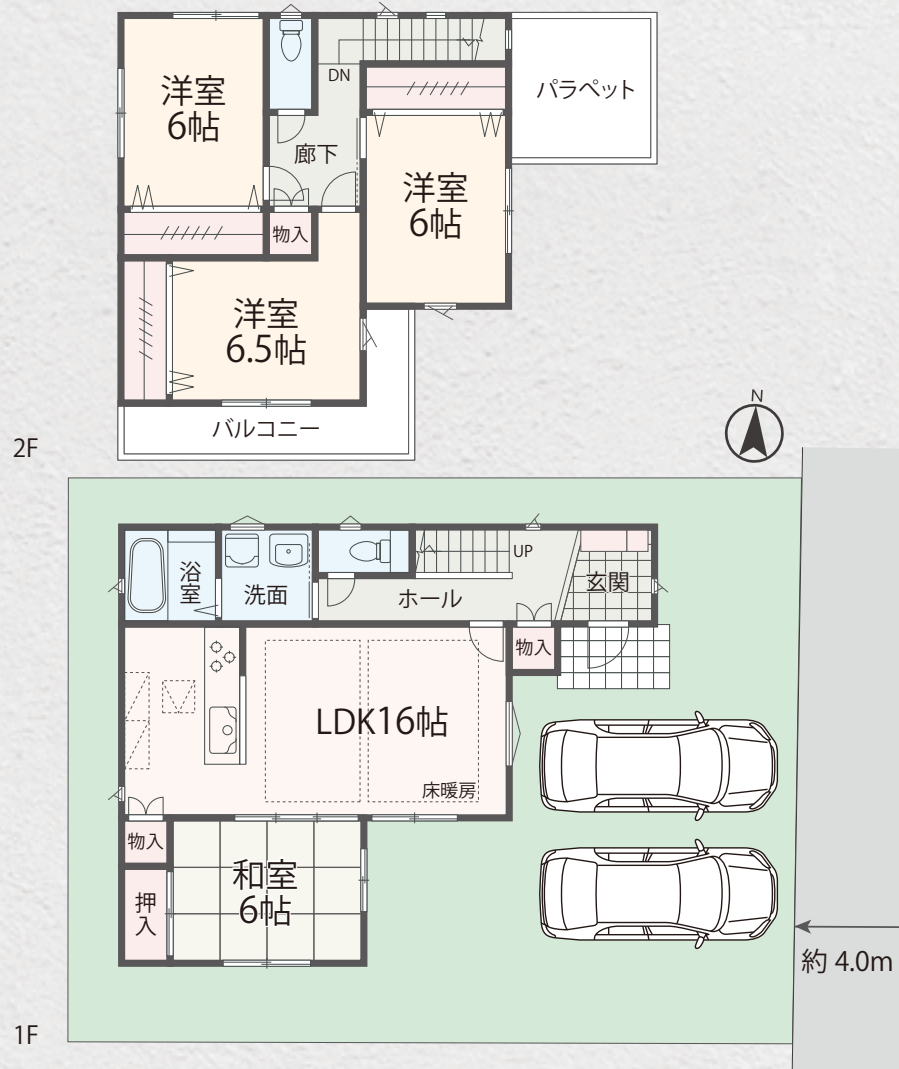 洋室
6帖
DN
廊下
物入
洋室
6帖
パラペット
洋室
6.5帖
バルコニー
2F
N
浴室
洗面
ホール
UP
玄関
物入
LDK16帖
床暖房
物入
押入
和室
6帖
約 4.0m
1F